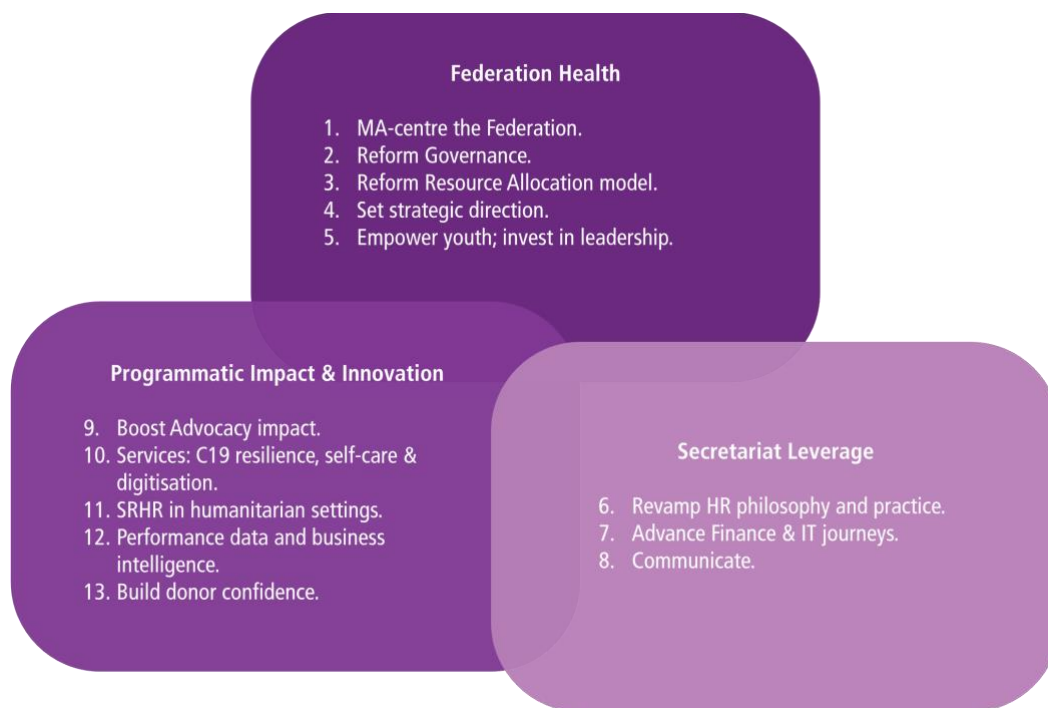 Federation Health
1. MA-centre the Federation.
2. Reform Governance.
3. Reform Resource Allocation model.
4. Set strategic direction.
5. Empower youth; invest in leadership.
Programmatic Impact & Innovation
9. Boost Advocacy impact.
10. Services: C19 resilience, self-care &
digitisation.
11. SRHR in humanitarian settings.
12. Performance data and business
intelligence.
13. Build donor confidence.
Secretariat Leverage
6. Revamp HR philosophy and practice.
7. Advance Finance & IT journeys.
8. Communicate.